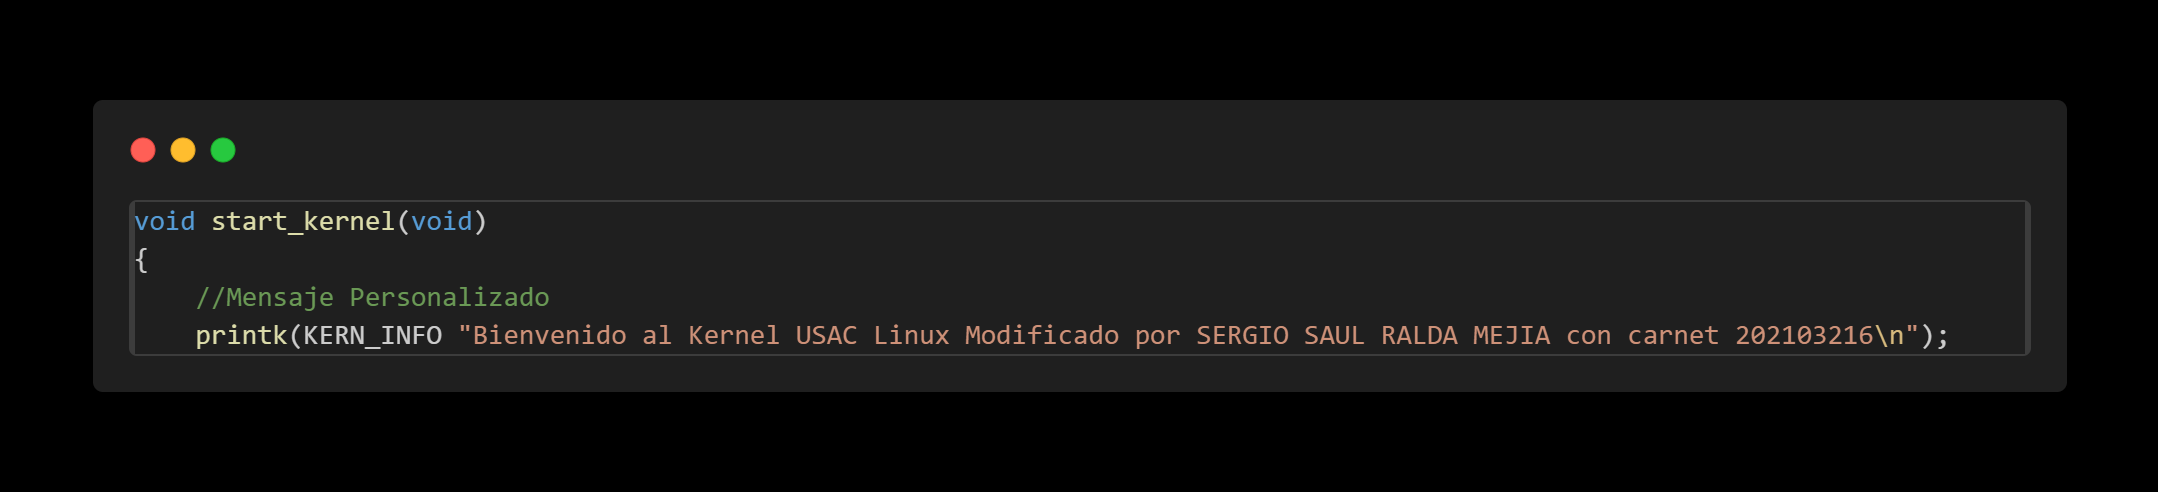 void start_kernel(void)
{
    //Mensaje Personalizado
    printk(KERN_INFO "Bienvenido al Kernel USAC Linux Modificado por SERGIO SAUL RALDA MEJIA con carnet 202103216\n");